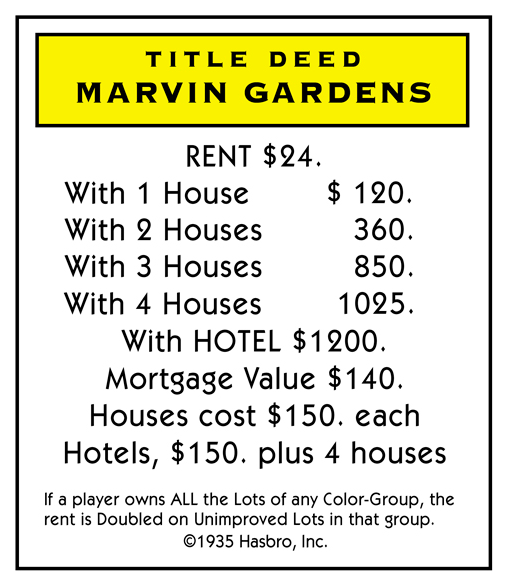 TITLE DEED
MARVIN GARDENS
RENT $24.
With 1 House $ 120.
With 2 Houses 360.
With 3 Houses 850.
With 4 Houses 1025.
With HOTEL $1200.
Mortgage Value $140.
Houses cost $150. each
Hotels, $150. plus 4 houses
If a player owns ALL the Lots of any Color-Group, the
rent is Doubled on Unimproved Lots in that group.
©1935 Hasbro, Inc.